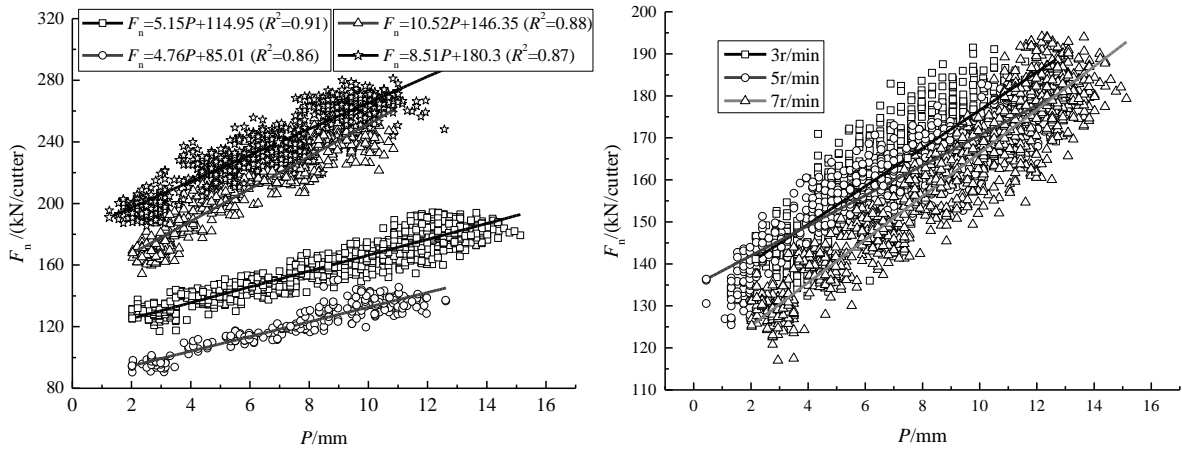 F_n=5.15P+114.95 (R^2=0.91)
F_n=10.52P+146.35 (R^2=0.88)
F_n=4.76P+85.01 (R^2=0.86)
F_n=8.51P+180.3 (R^2=0.87)
320
280
240
200
160
120
80
F_n/(kN/cutter)
0 2 4 6 8 10 12 14 16
P/mm
3r/min
5r/min
7r/min
200
190
180
170
160
150
140
130
120
110
F_n/(kN/cutter)
0 2 4 6 8 10 12 14 16
P/mm